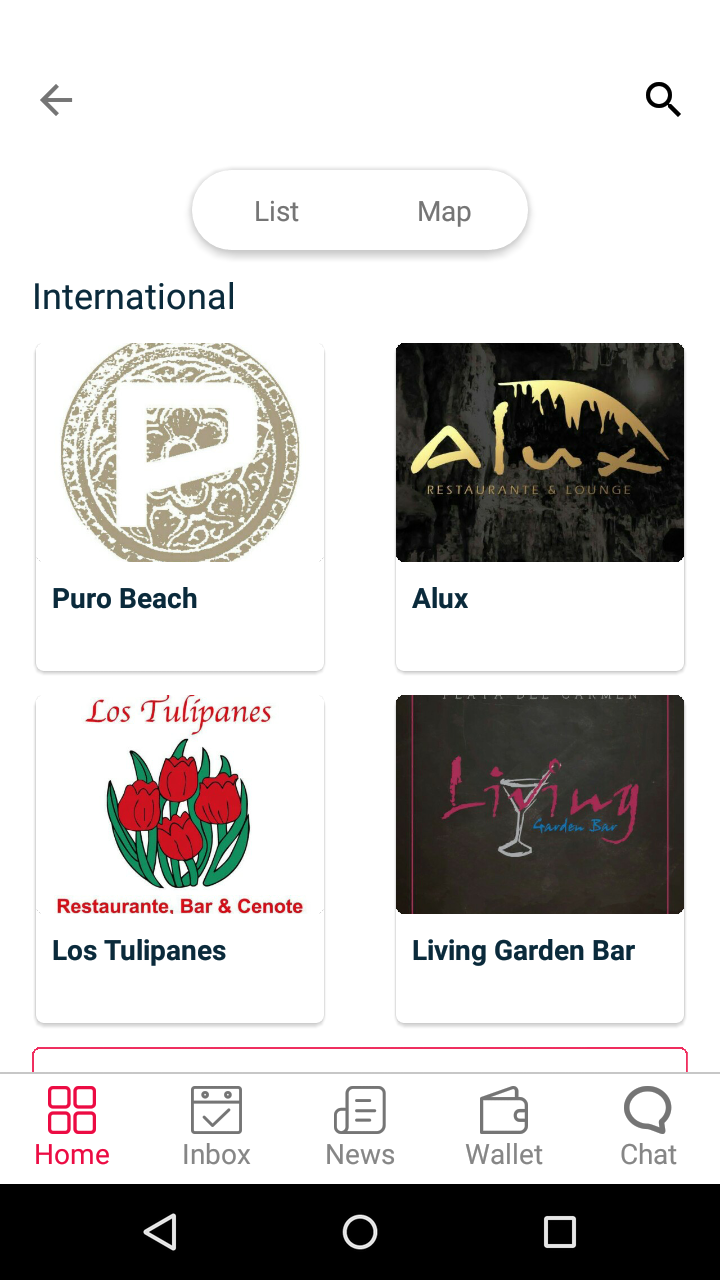 List Map
International
P
Alux
RESTAURANTE & LOUNGE
Puro Beach
Alux
Los Tulipanes
Restaurante, Bar & Cenote
PLAYA DEL CARMEN
Living
Garden Bar
Los Tulipanes
Living Garden Bar
Home Inbox News Wallet Chat